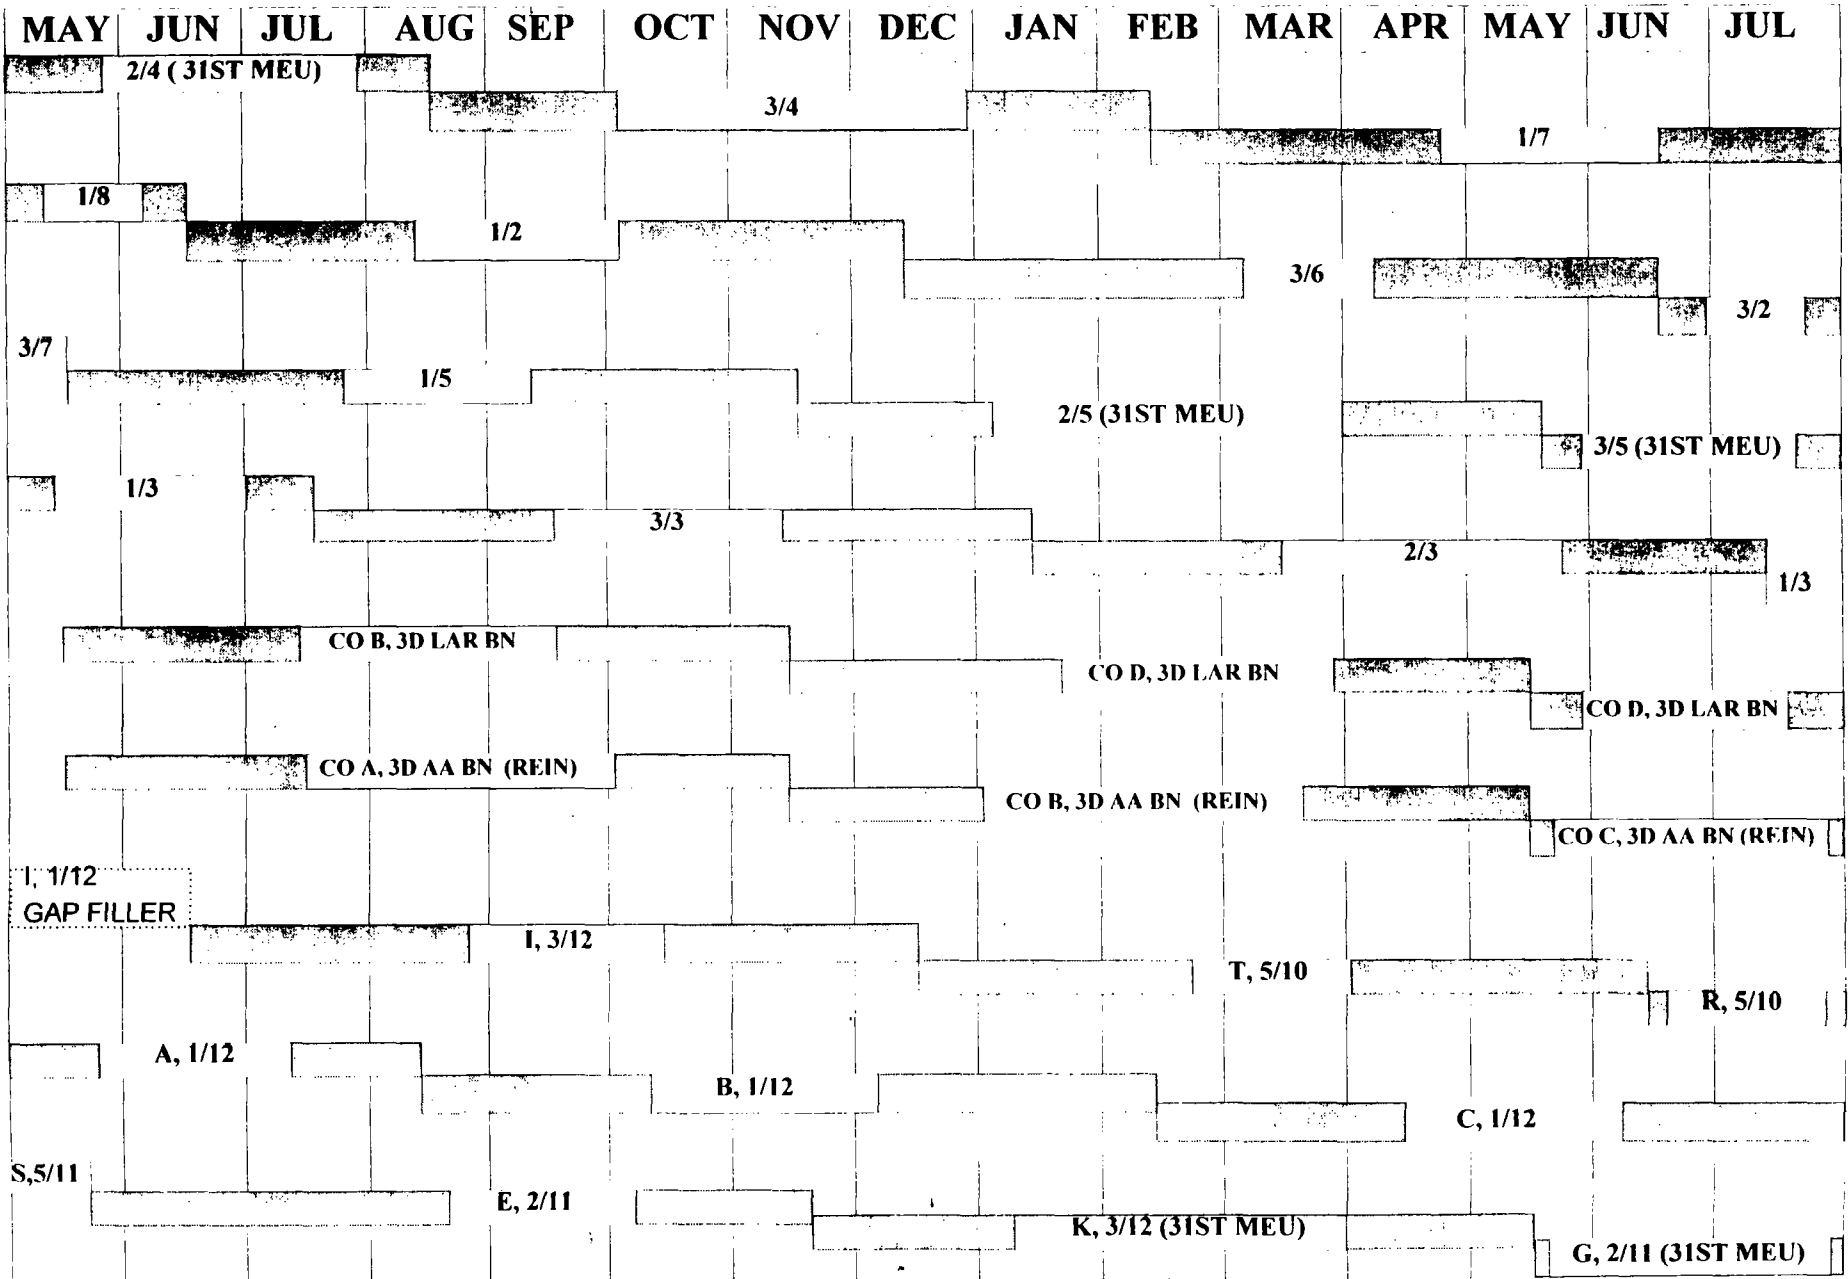 MAY JUN JUL AUG SEP OCT NOV DEC JAN FEB MAR APR MAY JUN JUL
2/4 ( 31ST MEU)
3/4
1/7
1/8
1/2
3/6
3/2
3/7
1/5
2/5 (31ST MEU)
3/5 (31ST MEU)
1/3
3/3
2/3
1/3
CO B, 3D LAR BN
CO D, 3D LAR BN
CO D, 3D LAR BN
CO A, 3D AA BN (REIN)
CO B, 3D AA BN (REIN)
CO C, 3D AA BN (REIN)
I, 1/12
GAP FILLER
I, 3/12
T, 5/10
R, 5/10
A, 1/12
B, 1/12
C, 1/12
S,5/11
E, 2/11
K, 3/12 (31ST MEU)
G, 2/11 (31ST MEU)